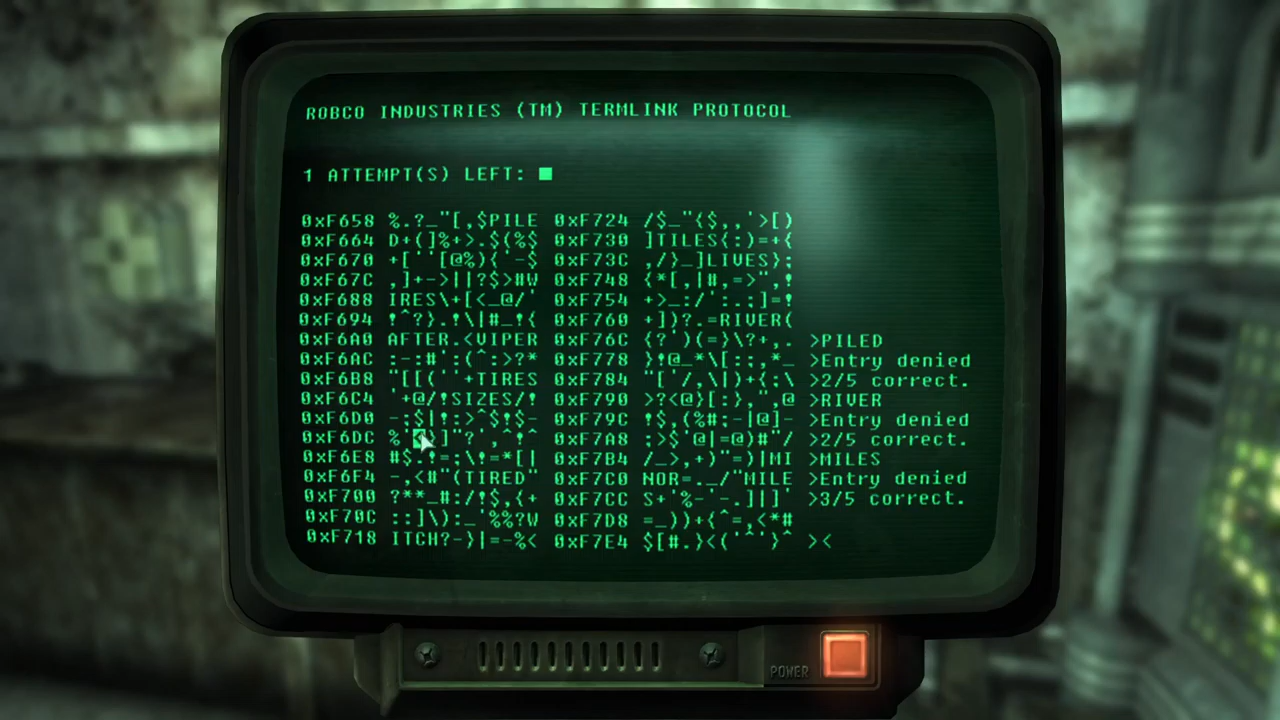 ROBCO INDUSTRIES (TM) TERMLINK PROTOCOL
1 ATTEMPT(S) LEFT: ■
0xF658 %.?_"[,$PILE 0xF724 /$_"{$,,'>[)
0xF664 D+(]%+>.$(%$ 0xF730 ]TILES{:)=+{
0xF670 +[''[@%){'-$ 0xF73C ,/}_]LIVES};
0xF67C ,]+->||?$>#W 0xF748 {*[,|#,=>",!
0xF688 IRES\+[<_@/' 0xF754 +>_:/':.;]=!
0xF694 !^?}.!\|#_!{ 0xF760 +])?.=RIVER(
0xF6A0 AFTER.<VIPER 0xF76C {?')(=}\?+,. >PILED
0xF6AC :-:#':(^:>?* 0xF778 }!@_*\[:;,*_ >Entry denied
0xF6B8 "[[(''+TIRES 0xF784 "['/,\|)+{:\ >2/5 correct.
0xF6C4 '+@/!SIZES/! 0xF790 >?<@}[:},",@ >RIVER
0xF6D0 -:$|!:>^$!$- 0xF79C !$,(%#;-|@]- >Entry denied
0xF6DC %' ]"?',^!^ 0xF7A8 :>$'@|=@)#"/ >2/5 correct.
0xF6E8 #$.!=:\!=*[| 0xF7B4 /_>,+)"=)|MI >MILES
0xF6F4 -,<#"(TIRED" 0xF7C0 NOR=._/"MILE >Entry denied
0xF700 ?**_#:/!$,{+ 0xF7CC S+'%-'-.]|]' >3/5 correct.
0xF70C ::]\):_'%%?W 0xF7D8 =_))+{^=,<*#
0xF718 ITCH?-}|=-%< 0xF7E4 $[#.}<('^'}^ ><
POWER